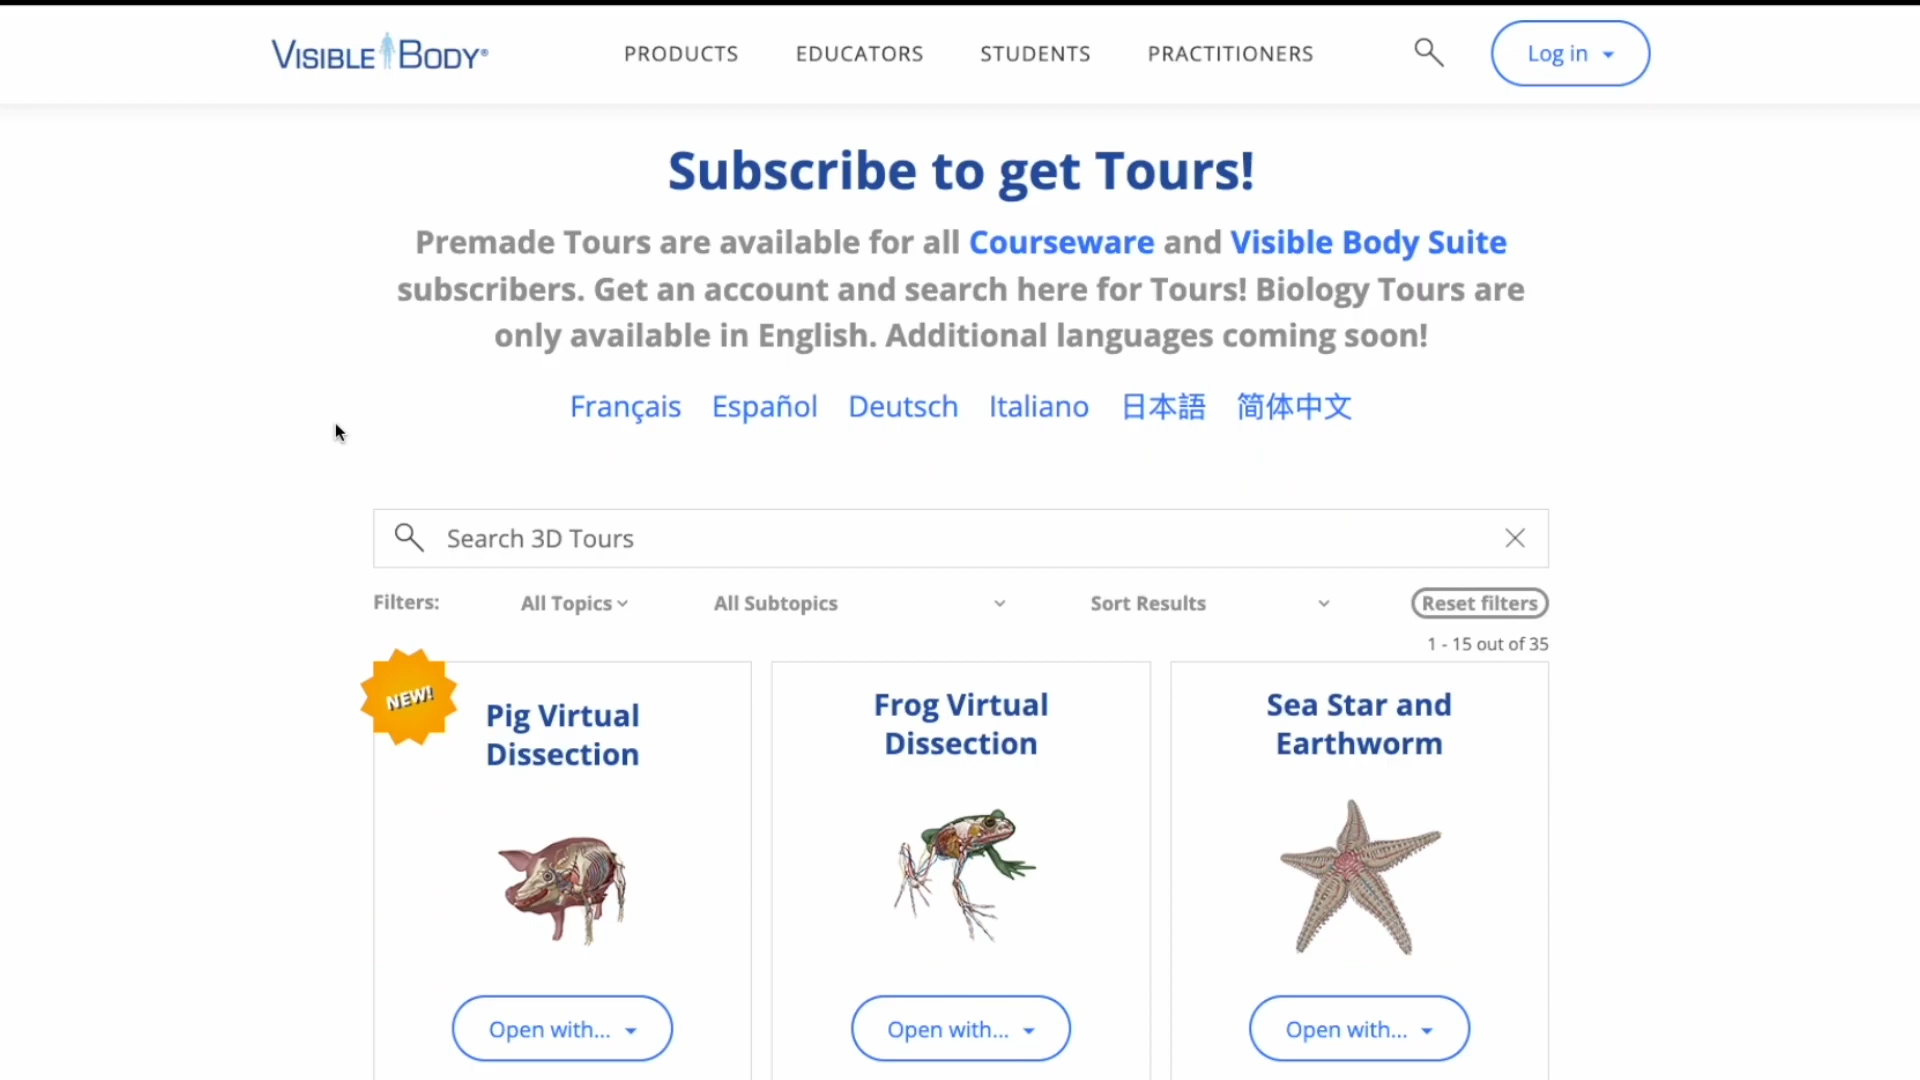 VISIBLE BODY®
PRODUCTS
EDUCATORS
STUDENTS
PRACTITIONERS
Log in
Subscribe to get Tours!
Premade Tours are available for all Courseware and Visible Body Suite
subscribers. Get an account and search here for Tours! Biology Tours are
only available in English. Additional languages coming soon!
Français Español Deutsch Italiano 日本語 简体中文
Search 3D Tours
Filters: All Topics All Subtopics Sort Results Reset filters
1 - 15 out of 35
NEW!
Pig Virtual
Dissection
Open with...
Frog Virtual
Dissection
Open with...
Sea Star and
Earthworm
Open with...